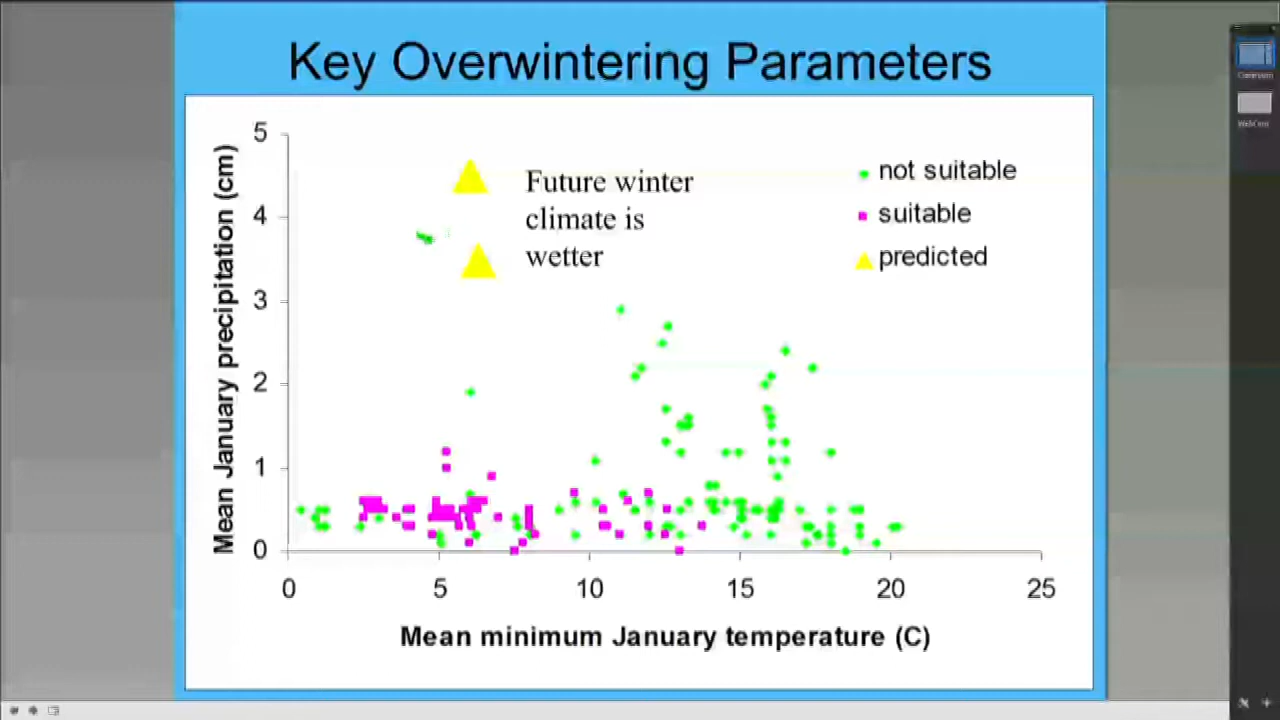 Key Overwintering Parameters
Mean January precipitation (cm)
5
4
3
2
1
0
Future winter
climate is
wetter
not suitable
suitable
predicted
0 5 10 15 20 25
Mean minimum January temperature (C)